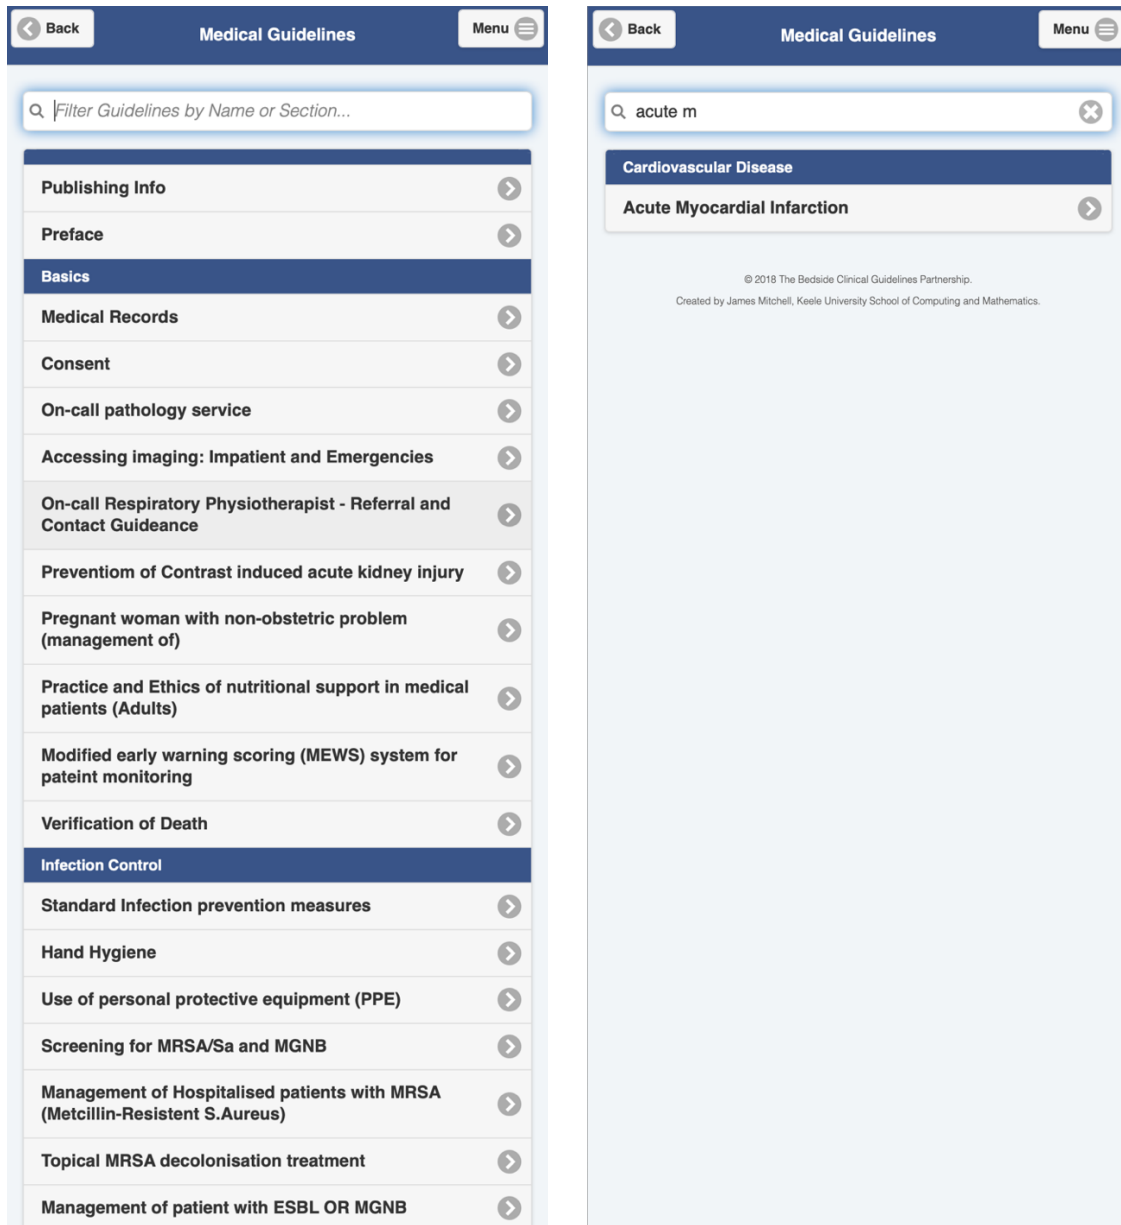 Back
Medical Guidelines
Menu
Filter Guidelines by Name or Section...
Publishing Info
Preface
Basics
Medical Records
Consent
On-call pathology service
Accessing imaging: Impatient and Emergencies
On-call Respiratory Physiotherapist - Referral and
Contact Guideance
Preventiom of Contrast induced acute kidney injury
Pregnant woman with non-obstetric problem
(management of)
Practice and Ethics of nutritional support in medical
patients (Adults)
Modified early warning scoring (MEWS) system for
pateint monitoring
Verification of Death
Infection Control
Standard Infection prevention measures
Hand Hygiene
Use of personal protective equipment (PPE)
Screening for MRSA/Sa and MGNB
Management of Hospitalised patients with MRSA
(Metcillin-Resistent S.Aureus)
Topical MRSA decolonisation treatment
Management of patient with ESBL OR MGNB
Back
Medical Guidelines
Menu
acute m
Cardiovascular Disease
Acute Myocardial Infarction
© 2018 The Bedside Clinical Guidelines Partnership.
Created by James Mitchell, Keele University School of Computing and Mathematics.